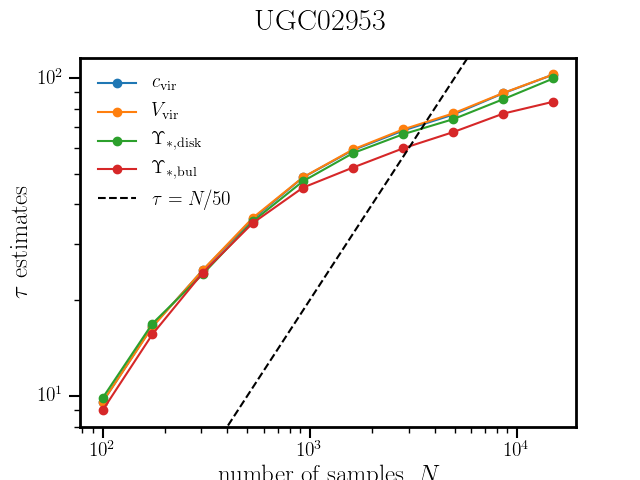 UGC02953
10²
c_vir
V_vir
Υ_*,disk
Υ_*,bul
τ = N/50
τ estimates
10¹
10² 10³ 10⁴
number of samples, N